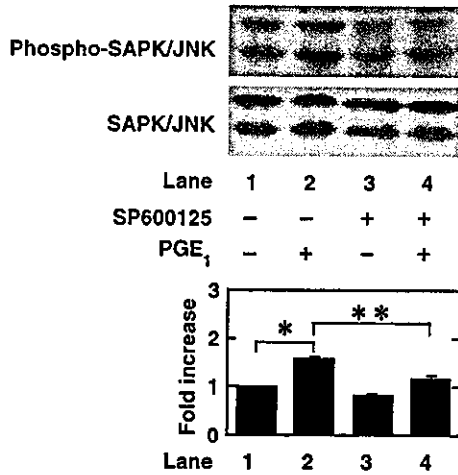 Phospho-SAPK/JNK
SAPK/JNK
Lane 1 2 3 4
SP600125 – – + +
PGE₁ – + – +
Fold increase
3
2
1
0
* **
Lane 1 2 3 4